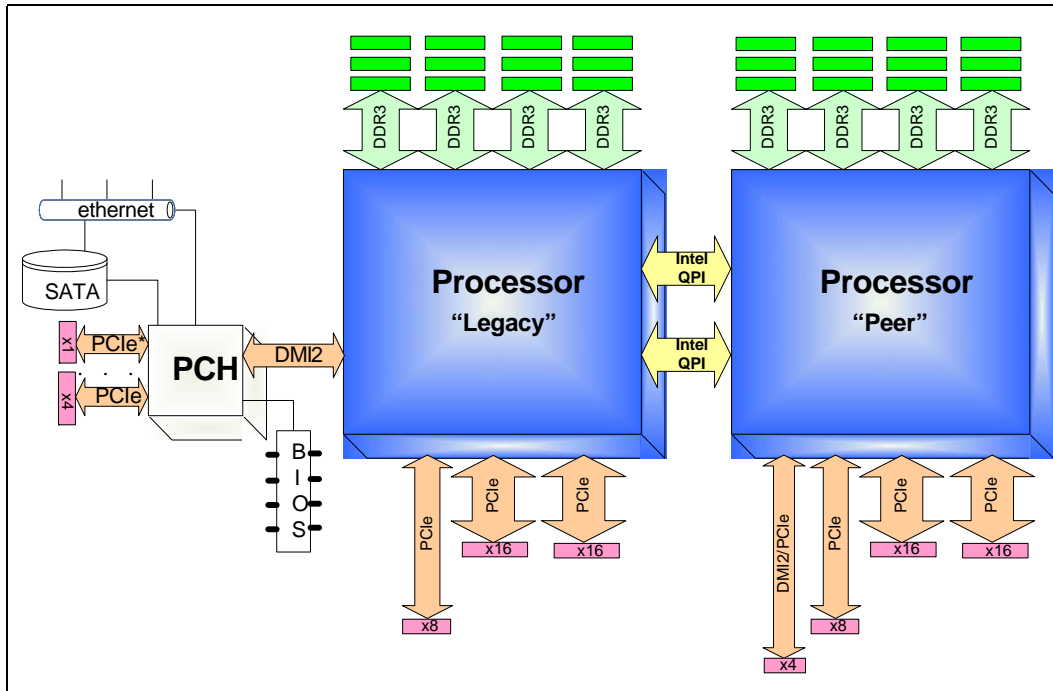 DDR3
DDR3
DDR3
DDR3
DDR3
DDR3
DDR3
DDR3
ethernet
SATA
x1
PCIe*
. . .
x4
PCIe
PCH
DMI2
B
I
O
S
Processor
“Legacy”
Intel
QPI
Intel
QPI
Processor
“Peer”
PCIe
PCIe
PCIe
x16
x16
x8
DMI2/PCIe
PCIe
PCIe
PCIe
x16
x16
x8
x4